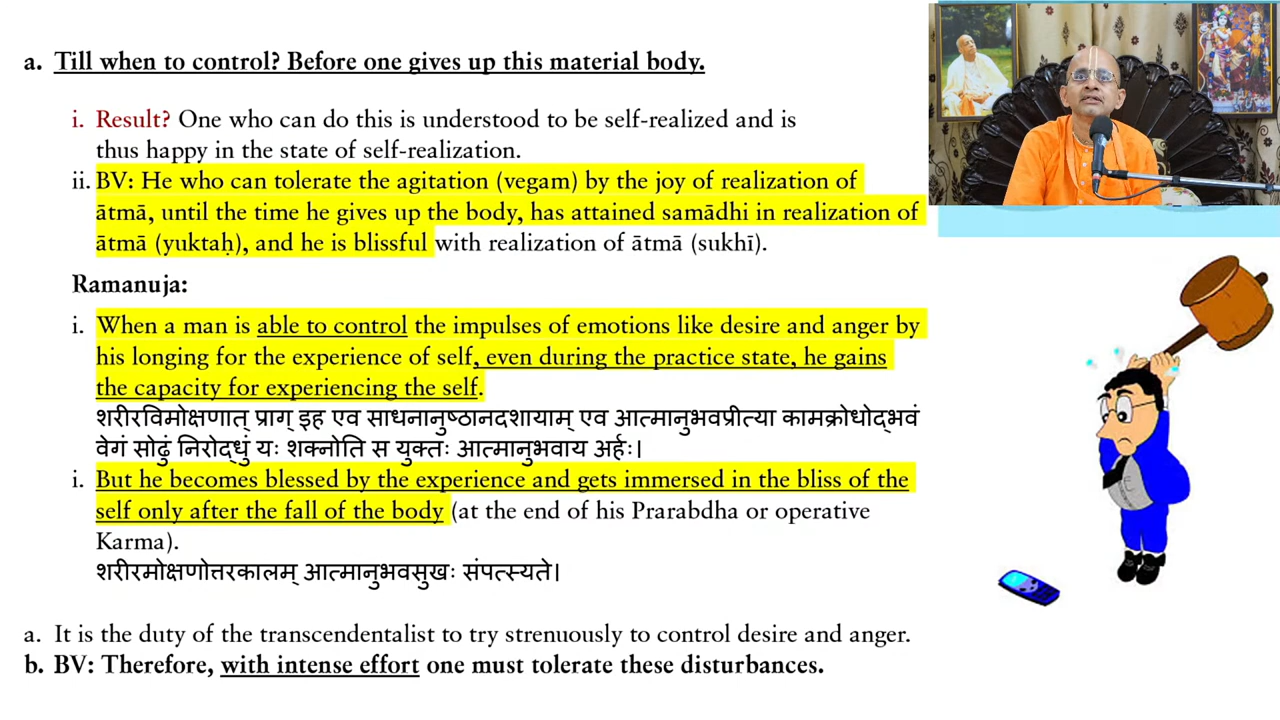 a. Till when to control? Before one gives up this material body.
i. Result? One who can do this is understood to be self-realized and is
thus happy in the state of self-realization.
ii. BV: He who can tolerate the agitation (vegam) by the joy of realization of
ātmā, until the time he gives up the body, has attained samādhi in realization of
ātmā (yuktaḥ), and he is blissful with realization of ātmā (sukhī).
Ramanuja:
i. When a man is able to control the impulses of emotions like desire and anger by
his longing for the experience of self, even during the practice state, he gains
the capacity for experiencing the self.
शरीरविमोक्षणात् प्राग् इह एव साधनानुष्ठानदशायाम् एव आत्मानुभवप्रीत्या कामक्रोधोद्भवं
वेगं सोढुं निरोद्धुं यः शक्नोति स युक्तः आत्मानुभवाय अर्हः।
i. But he becomes blessed by the experience and gets immersed in the bliss of the
self only after the fall of the body (at the end of his Prarabdha or operative
Karma).
शरीरमोक्षणोत्तरकालम् आत्मानुभवसुखः संपत्स्यते।
a. It is the duty of the transcendentalist to try strenuously to control desire and anger.
b. BV: Therefore, with intense effort one must tolerate these disturbances.